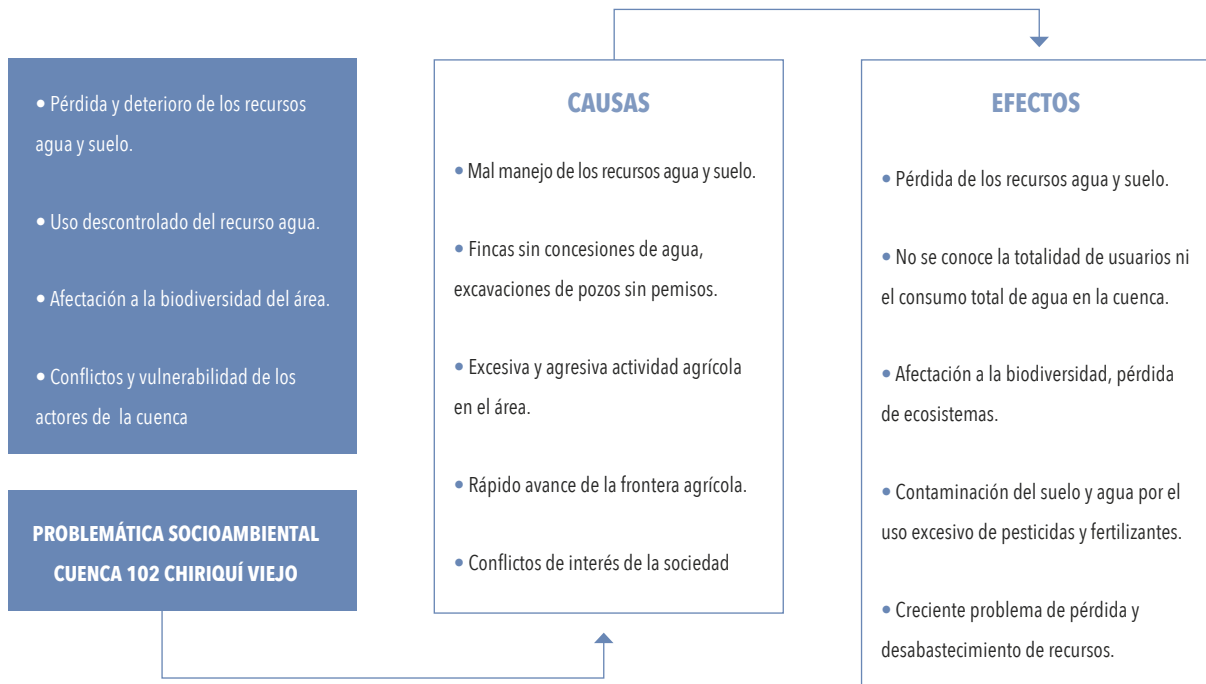 • Pérdida y deterioro de los recursos
agua y suelo.
• Uso descontrolado del recurso agua.
• Afectación a la biodiversidad del área.
• Conflictos y vulnerabilidad de los
actores de la cuenca
PROBLEMÁTICA SOCIOAMBIENTAL
CUENCA 102 CHIRIQUÍ VIEJO
CAUSAS
• Mal manejo de los recursos agua y suelo.
• Fincas sin concesiones de agua,
excavaciones de pozos sin pemisos.
• Excesiva y agresiva actividad agrícola
en el área.
• Rápido avance de la frontera agrícola.
• Conflictos de interés de la sociedad
EFECTOS
• Pérdida de los recursos agua y suelo.
• No se conoce la totalidad de usuarios ni
el consumo total de agua en la cuenca.
• Afectación a la biodiversidad, pérdida
de ecosistemas.
• Contaminación del suelo y agua por el
uso excesivo de pesticidas y fertilizantes.
• Creciente problema de pérdida y
desabastecimiento de recursos.